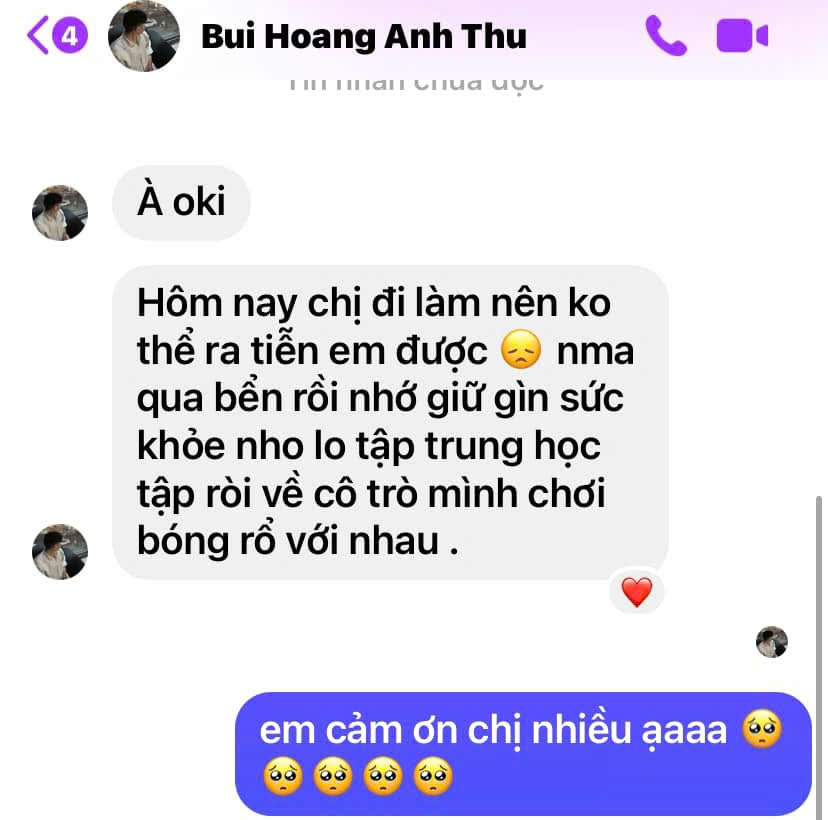 4
Bui Hoang Anh Thu
À oki
Hôm nay chị đi làm nên ko
thể ra tiễn em được 😞 nma
qua bển rồi nhớ giữ gìn sức
khỏe nho lo tập trung học
tập ròi về cô trò mình chơi
bóng rổ với nhau .
em cảm ơn chị nhiều ạaaa 🥺
🥺🥺🥺🥺